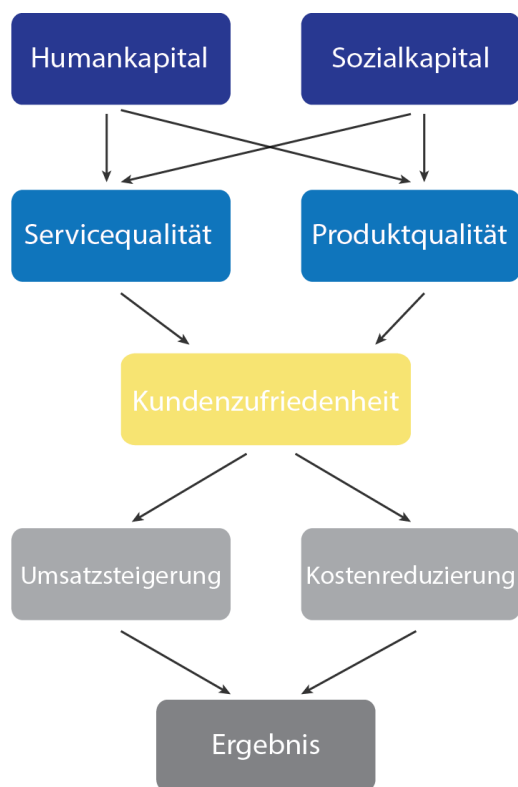 Humankapital
Sozialkapital
Servicequalität
Produktqualität
Kundenzufriedenheit
Umsatzsteigerung
Kostenreduzierung
Ergebnis